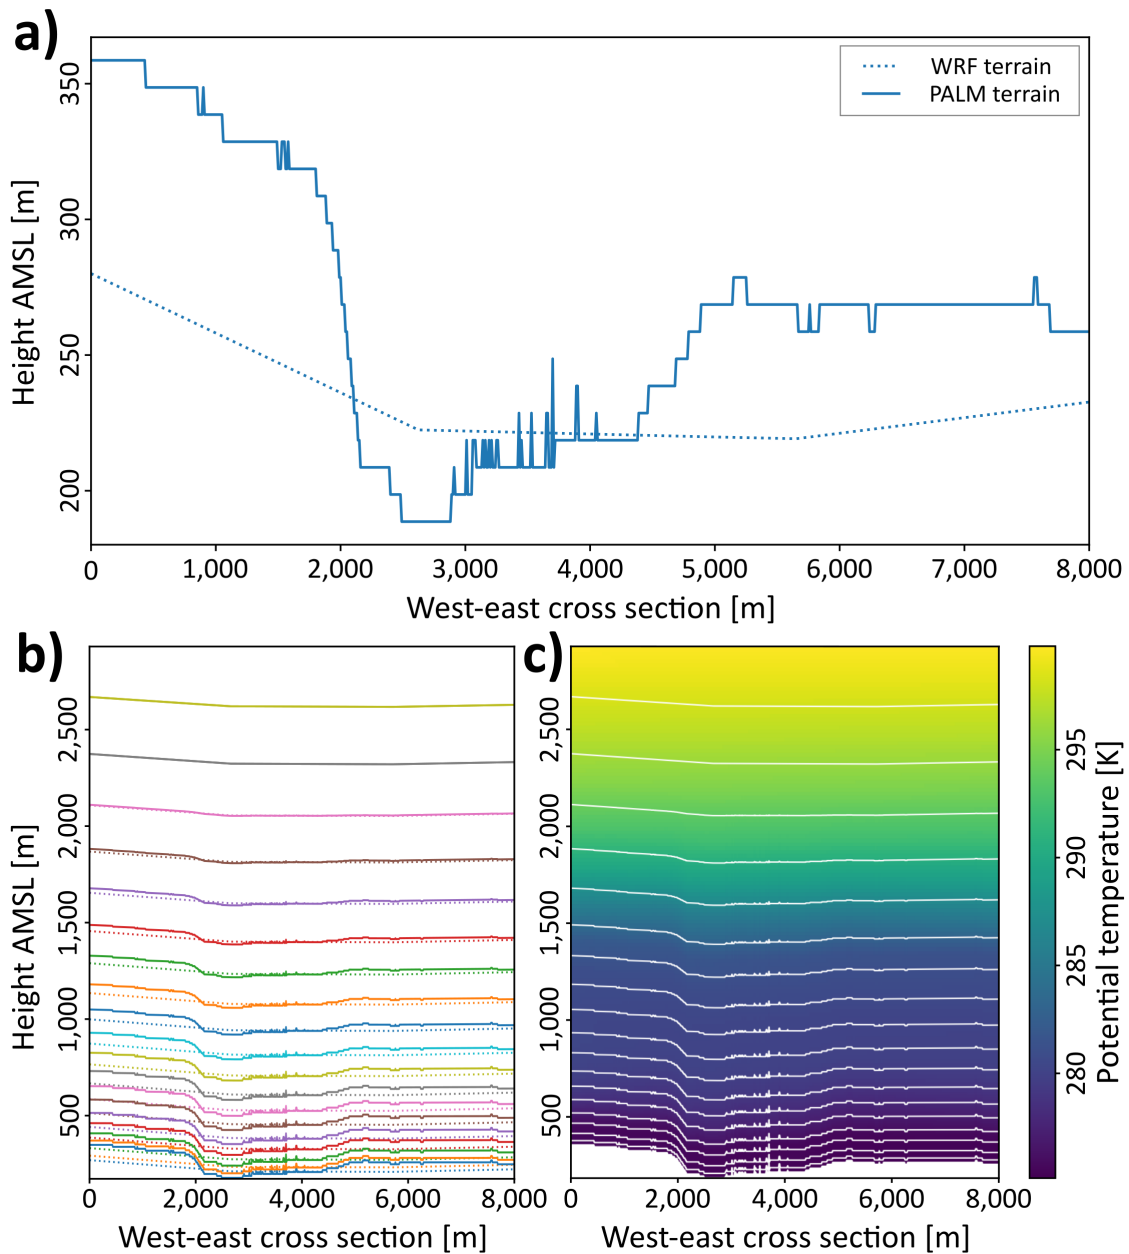 a)
WRF terrain
PALM terrain
350
300
250
200
Height AMSL [m]
0 1,000 2,000 3,000 4,000 5,000 6,000 7,000 8,000
West-east cross section [m]
b)
2,500
2,000
1,500
1,000
500
Height AMSL [m]
0 2,000 4,000 6,000 8,000
West-east cross section [m]
c)
2,500
2,000
1,500
1,000
500
0 2,000 4,000 6,000 8,000
West-east cross section [m]
295
290
285
280
Potential temperature [K]